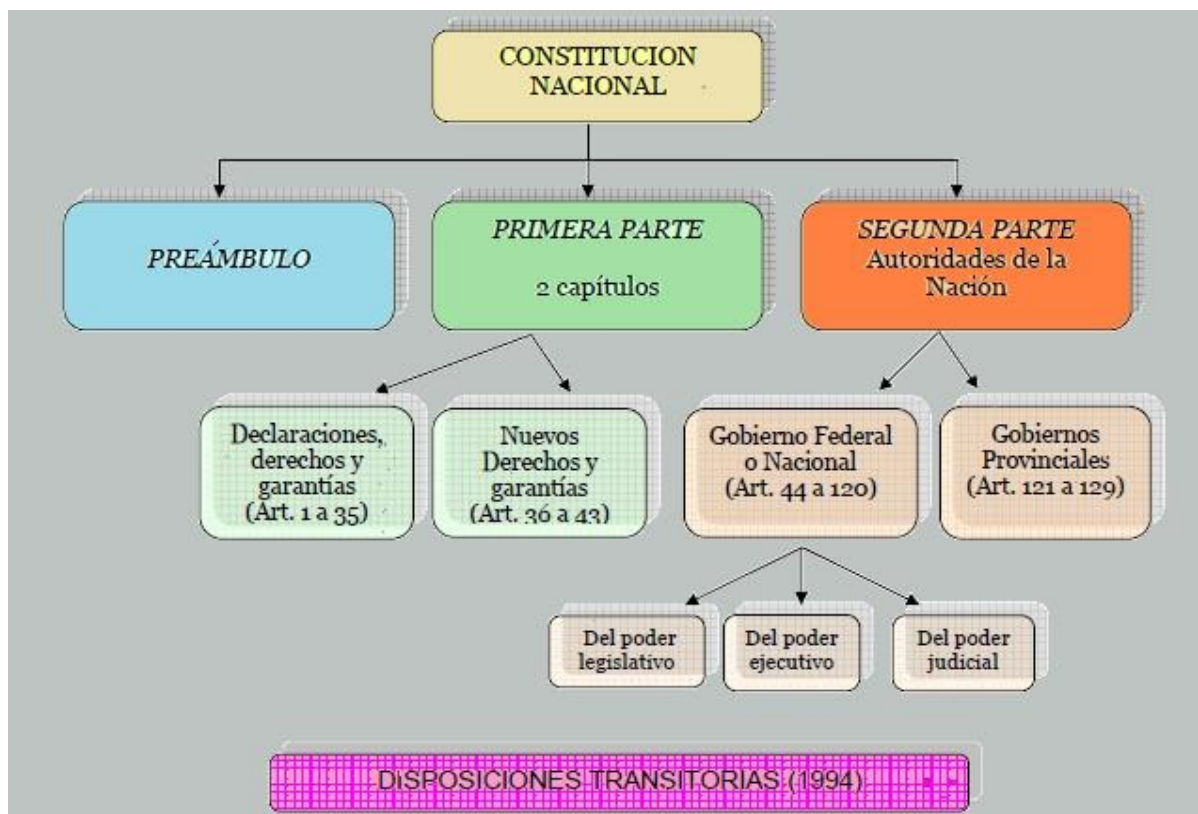 CONSTITUCION
NACIONAL
PREÁMBULO
PRIMERA PARTE
2 capítulos
SEGUNDA PARTE
Autoridades de la
Nación
Declaraciones,
derechos y
garantías
(Art. 1 a 35)
Nuevos
Derechos y
garantías
(Art. 36 a 43)
Gobierno Federal
o Nacional
(Art. 44 a 120)
Gobiernos
Provinciales
(Art. 121 a 129)
Del poder
legislativo
Del poder
ejecutivo
Del poder
judicial
DiSPOSICIONES TRANSITORIAS (1994)